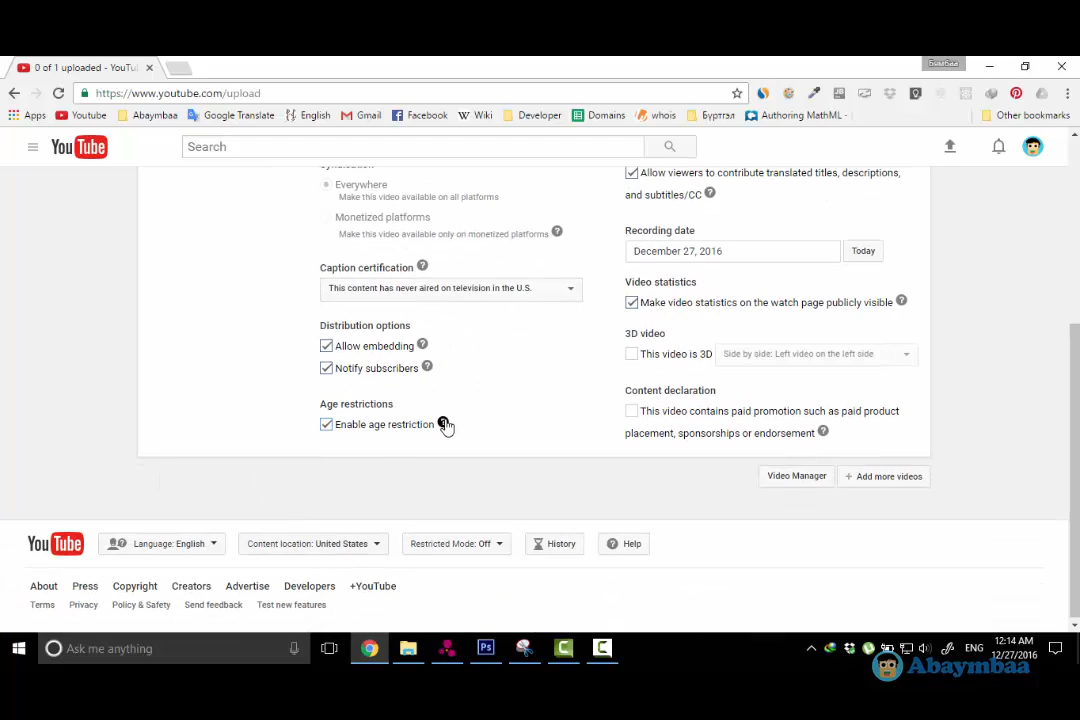 0 of 1 uploaded - YouTu
https://www.youtube.com/upload
Apps Youtube Abaymbaa Google Translate English Gmail Facebook Wiki Developer Domains whois Бүртгэл Authoring MathML - Other bookmarks
YouTube Search
Everywhere
Make this video available on all platforms
Monetized platforms
Make this video available only on monetized platforms
Caption certification
This content has never aired on television in the U.S.
Distribution options
Allow embedding
Notify subscribers
Age restrictions
Enable age restriction
Allow viewers to contribute translated titles, descriptions,
and subtitles/CC
Recording date
December 27, 2016 Today
Video statistics
Make video statistics on the watch page publicly visible
3D video
This video is 3D Side by side: Left video on the left side
Content declaration
This video contains paid promotion such as paid product
placement, sponsorships or endorsement
Video Manager + Add more videos
YouTube Language: English Content location: United States Restricted Mode: Off History Help
About Press Copyright Creators Advertise Developers +YouTube
Terms Privacy Policy & Safety Send feedback Test new features
Ask me anything ENG 12:14 AM
12/27/2016
Abaymbaa